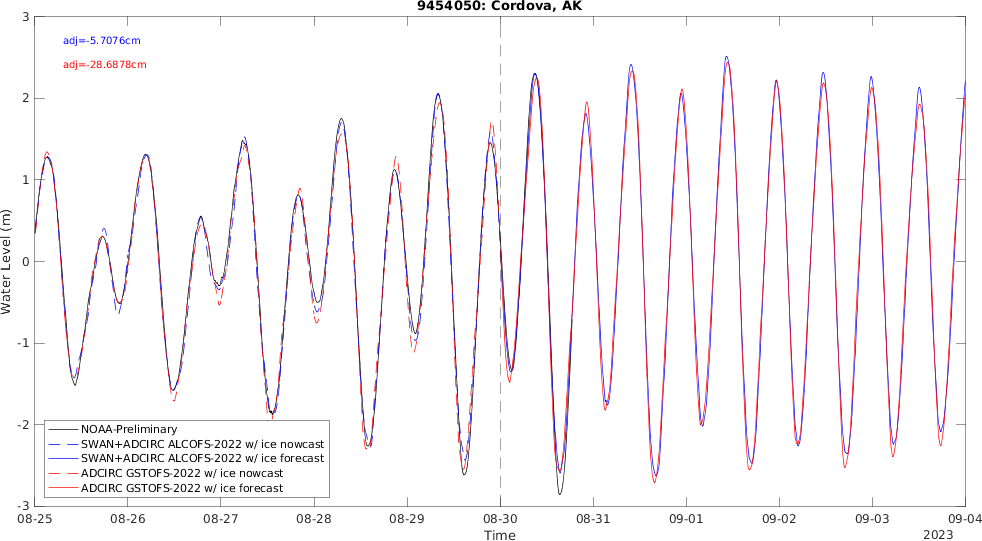 9454050: Cordova, AK
adj=-5.7076cm
adj=-28.6878cm
Water Level (m)
3
2
1
0
-1
-2
-3
NOAA-Preliminary
SWAN+ADCIRC ALCOFS-2022 w/ ice nowcast
SWAN+ADCIRC ALCOFS-2022 w/ ice forecast
ADCIRC GSTOFS-2022 w/ ice nowcast
ADCIRC GSTOFS-2022 w/ ice forecast
08-25 08-26 08-27 08-28 08-29 08-30 08-31 09-01 09-02 09-03 09-04
Time
2023